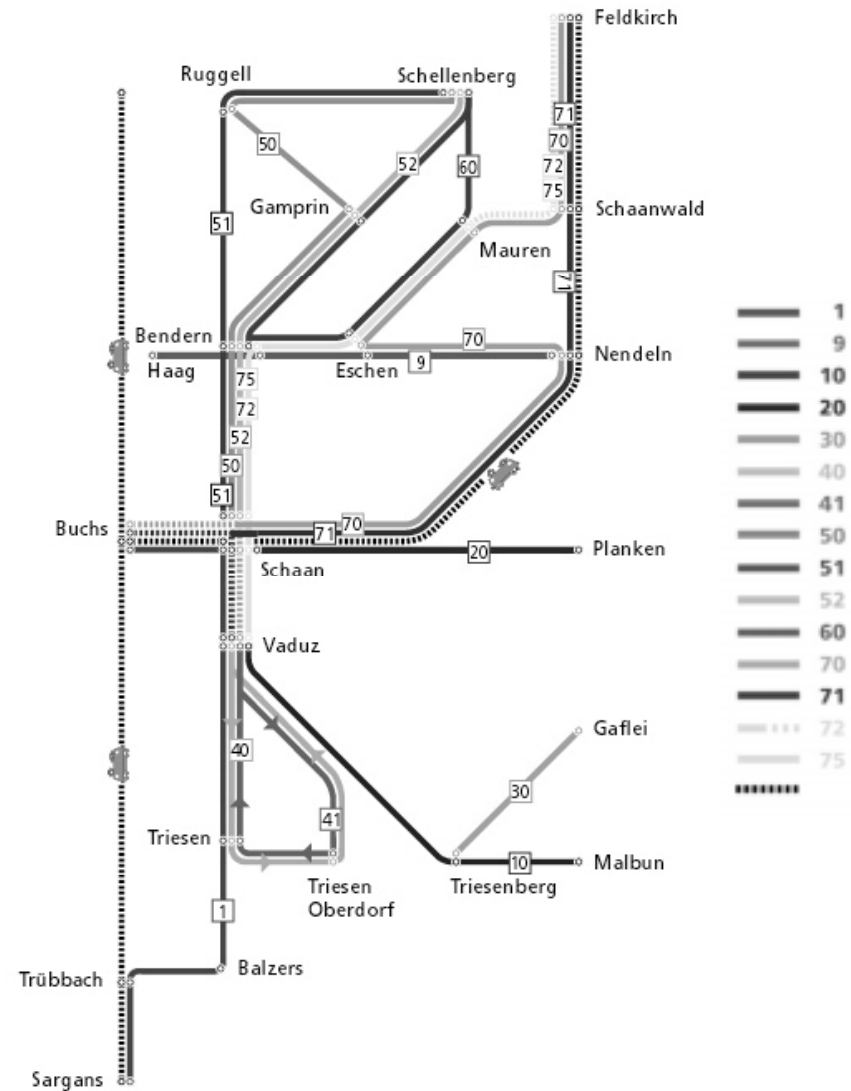 Feldkirch
Ruggell
Schellenberg
71
50
70
52
60
72
75
Gamprin
Schaanwald
51
Mauren
71
Bendern
70
Nendeln
Haag
Eschen
9
75
72
52
50
51
Buchs
70
71
20
Planken
Schaan
Vaduz
Gaflei
40
30
41
Triesen
10
Malbun
Triesen
Oberdorf
Triesenberg
1
Balzers
Trübbach
Sargans
1
9
10
20
30
40
41
50
51
52
60
70
71
72
75